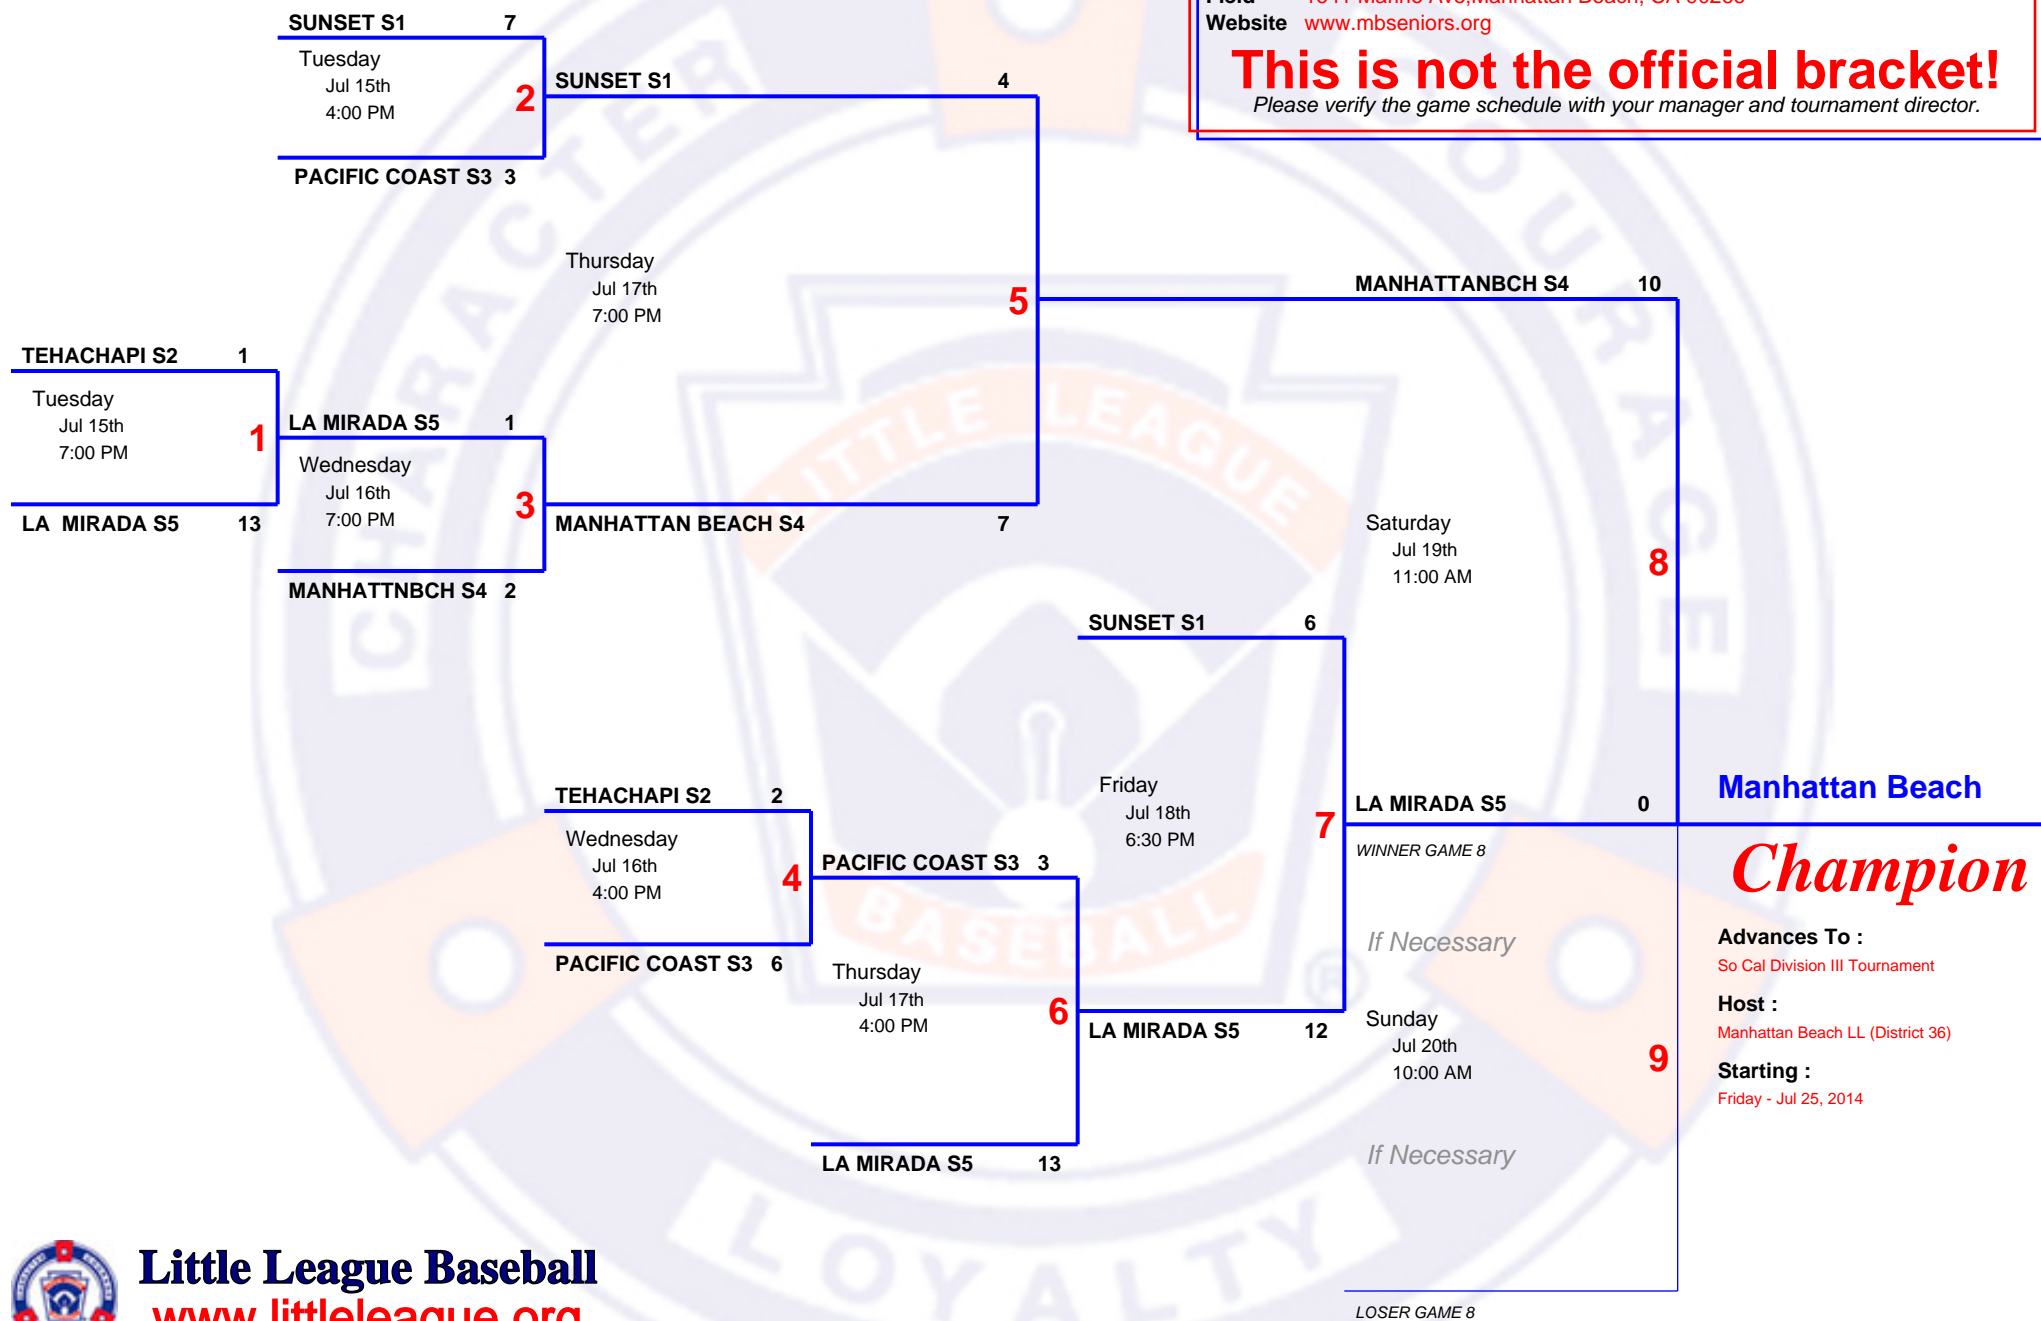 Website www.mbseniors.org
This is not the official bracket!
Please verify the game schedule with your manager and tournament director.
SUNSET S1 7
Tuesday
Jul 15th
4:00 PM
2
PACIFIC COAST S3 3
SUNSET S1 4
Thursday
Jul 17th
7:00 PM
5
MANHATTANBCH S4 10
TEHACHAPI S2 1
Tuesday
Jul 15th
7:00 PM
1
LA MIRADA S5 13
LA MIRADA S5 1
Wednesday
Jul 16th
7:00 PM
3
MANHATTNBCH S4 2
MANHATTAN BEACH S4 7
Saturday
Jul 19th
11:00 AM
8
SUNSET S1 6
Friday
Jul 18th
6:30 PM
7
LA MIRADA S5 12
TEHACHAPI S2 2
Wednesday
Jul 16th
4:00 PM
4
PACIFIC COAST S3 6
PACIFIC COAST S3 3
Thursday
Jul 17th
4:00 PM
6
LA MIRADA S5 13
LA MIRADA S5 0
WINNER GAME 8
If Necessary
Sunday
Jul 20th
10:00 AM
9
If Necessary
LOSER GAME 8
Manhattan Beach
Champion
Advances To :
So Cal Division III Tournament
Host :
Manhattan Beach LL (District 36)
Starting :
Friday - Jul 25, 2014
CHARACTER
COURAGE
LOYALTY
LITTLE LEAGUE
BASEBALL
®
Little League Baseball
www.littleleague.org